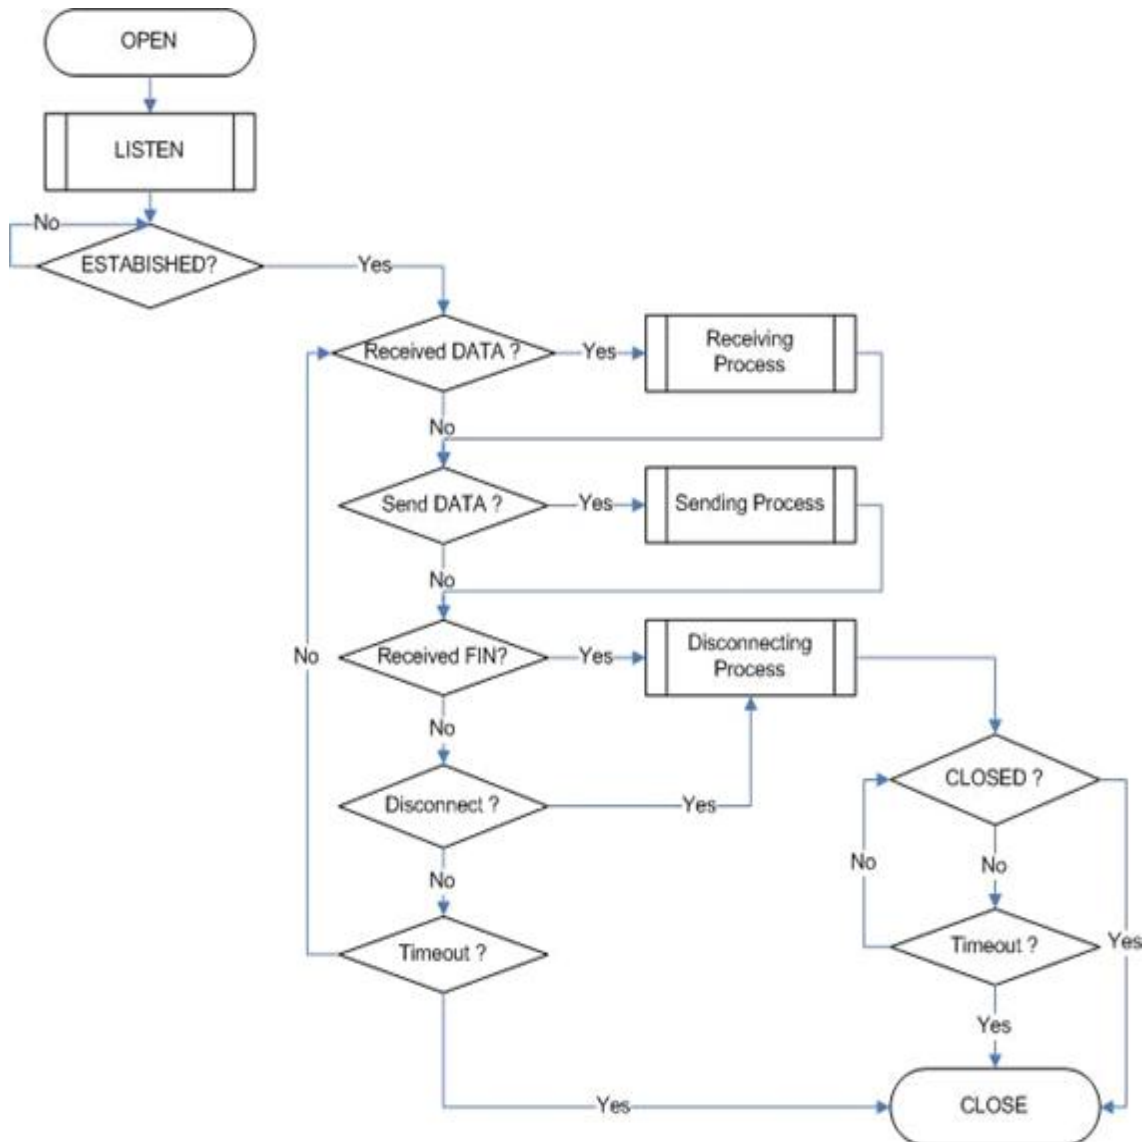 OPEN
LISTEN
No
ESTABISHED?
Yes
Received DATA ?
Yes
Receiving
Process
No
Send DATA ?
Yes
Sending Process
No
No
Received FIN?
Yes
Disconnecting
Process
No
Disconnect ?
Yes
CLOSED ?
No
No
No
Timeout ?
Timeout ?
Yes
Yes
Yes
CLOSE